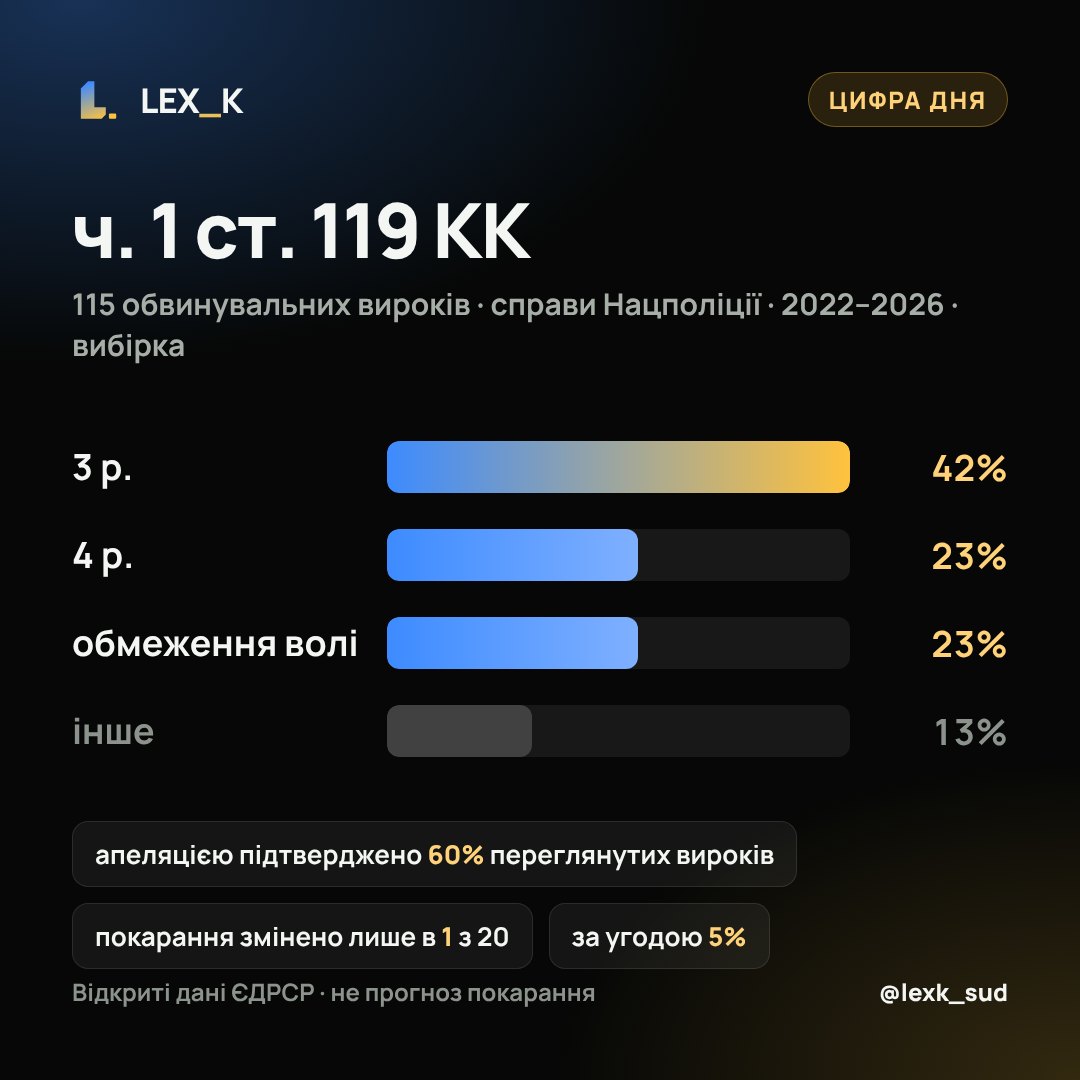 LEX_K
ЦИФРА ДНЯ
ч. 1 ст. 119 КК
115 обвинувальних вироків · справи Нацполіції · 2022–2026 ·
вибірка
3 р. 42%
4 р. 23%
обмеження волі 23%
інше 13%
апеляцією підтверджено 60% переглянутих вироків
покарання змінено лише в 1 з 20 за угодою 5%
Відкриті дані ЄДРСР · не прогноз покарання @lexk_sud